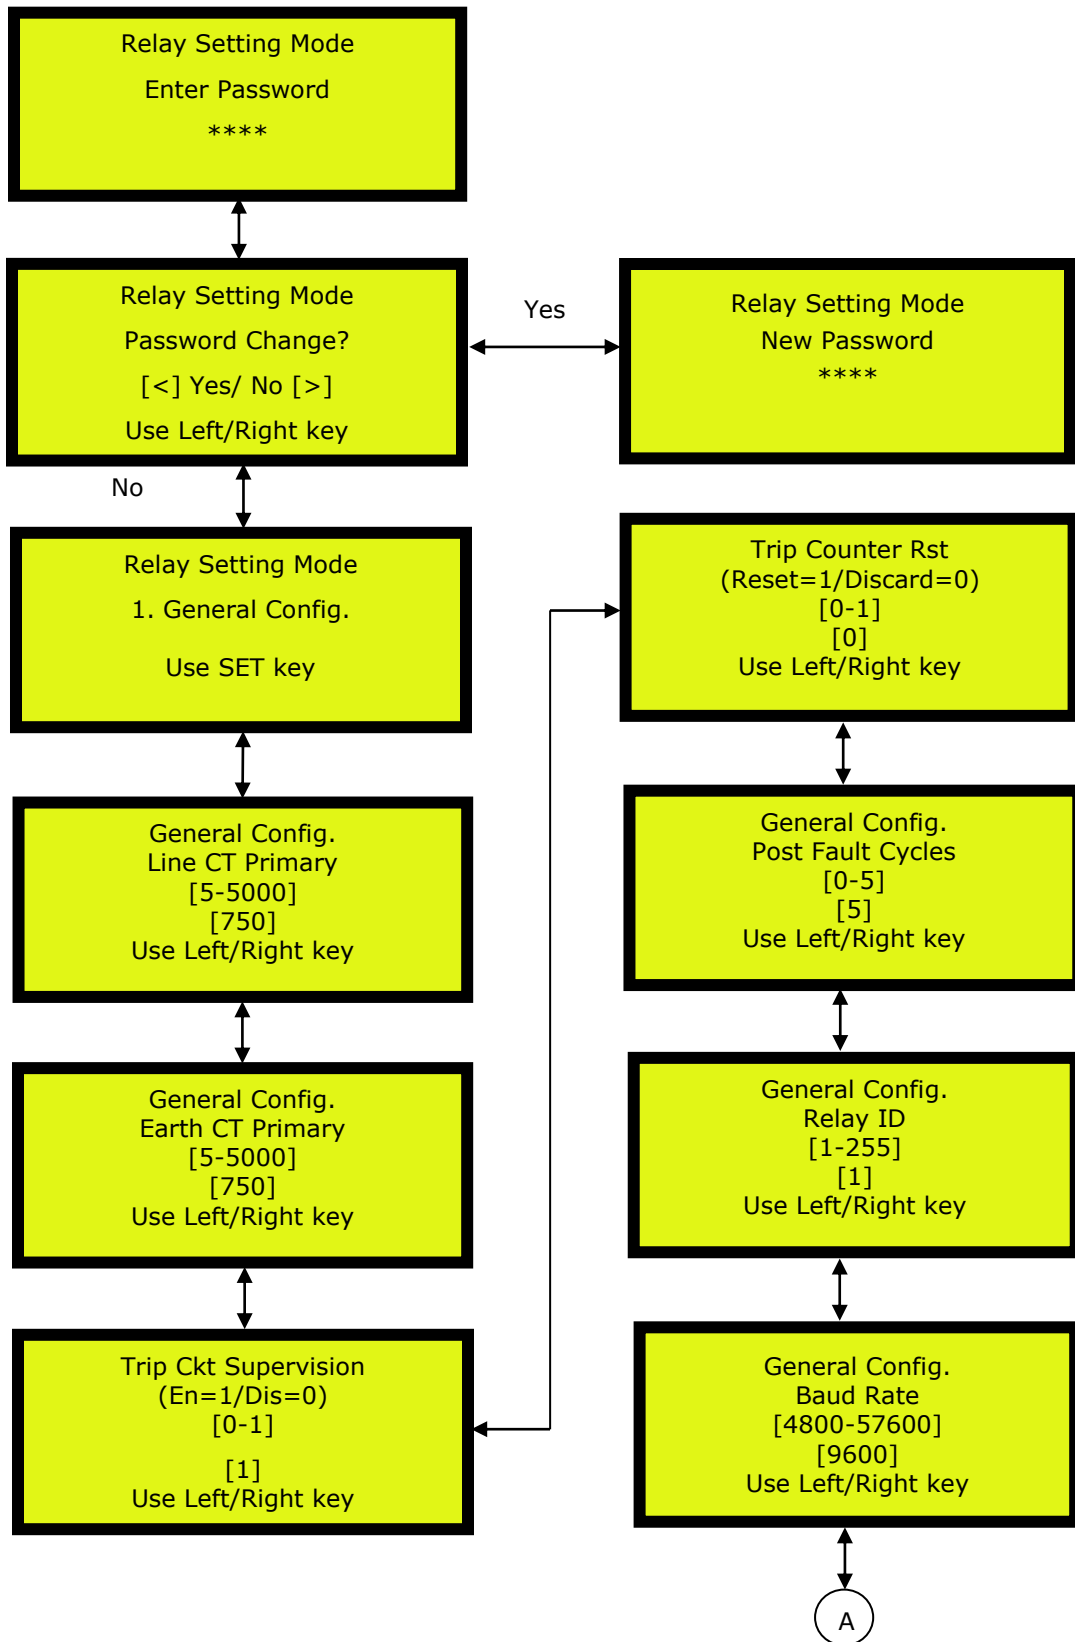 Relay Setting Mode
Enter Password
****
Relay Setting Mode
Password Change?
[<] Yes/ No [>]
Use Left/Right key
Yes
Relay Setting Mode
New Password
****
No
Relay Setting Mode
1. General Config.
Use SET key
General Config.
Line CT Primary
[5-5000]
[750]
Use Left/Right key
General Config.
Earth CT Primary
[5-5000]
[750]
Use Left/Right key
Trip Ckt Supervision
(En=1/Dis=0)
[0-1]
[1]
Use Left/Right key
Trip Counter Rst
(Reset=1/Discard=0)
[0-1]
[0]
Use Left/Right key
General Config.
Post Fault Cycles
[0-5]
[5]
Use Left/Right key
General Config.
Relay ID
[1-255]
[1]
Use Left/Right key
General Config.
Baud Rate
[4800-57600]
[9600]
Use Left/Right key
A